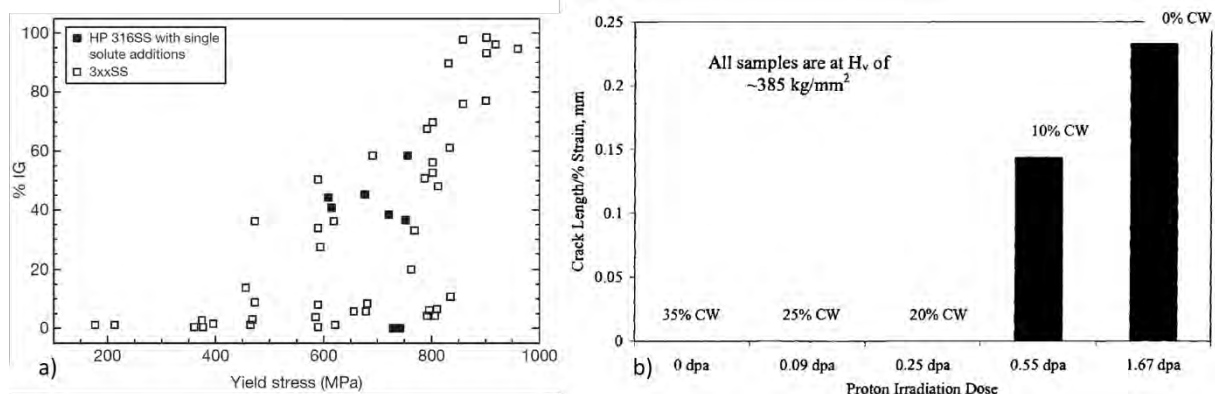 HP 316SS with single
solute additions
3xxSS
% IG
100
80
60
40
20
0
200
400
600
800
1000
Yield stress (MPa)
a)
Crack Length/% Strain, mm
0.25
0.2
0.15
0.1
0.05
0
All samples are at Hv of
~385 kg/mm²
35% CW
25% CW
20% CW
10% CW
0% CW
0 dpa
0.09 dpa
0.25 dpa
0.55 dpa
1.67 dpa
Proton Irradiation Dose
b)